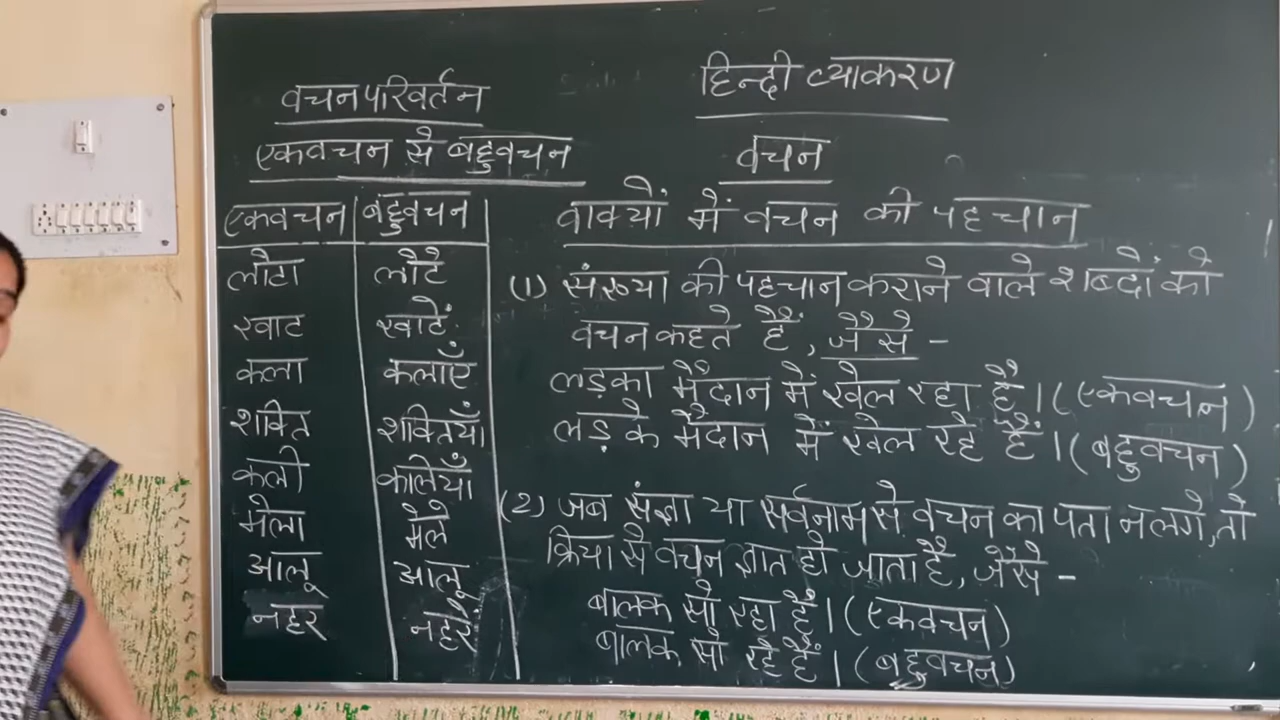 हिन्दी व्याकरण
वचन परिवर्तन
एकवचन से बहुवचन
एकवचन बहुवचन
लोटा लोटे
खाट खाटें
कला कलाएँ
शक्ति शक्तियाँ
कली कलियाँ
मेला मेले
आलू आलू
नहर नहरें
वचन
वाक्यों में वचन की पहचान
(1) संख्या की पहचान कराने वाले शब्दों को
वचन कहते हैं, जैसे -
लड़का मैदान में खेल रहा है। (एकवचन)
लड़के मैदान में खेल रहे हैं। (बहुवचन)
(2) जब संज्ञा या सर्वनाम से वचन का पता न लगे, तो
क्रिया से वचन ज्ञात हो जाता है, जैसे -
बालक सो रहा है। (एकवचन)
बालक सो रहे हैं। (बहुवचन)